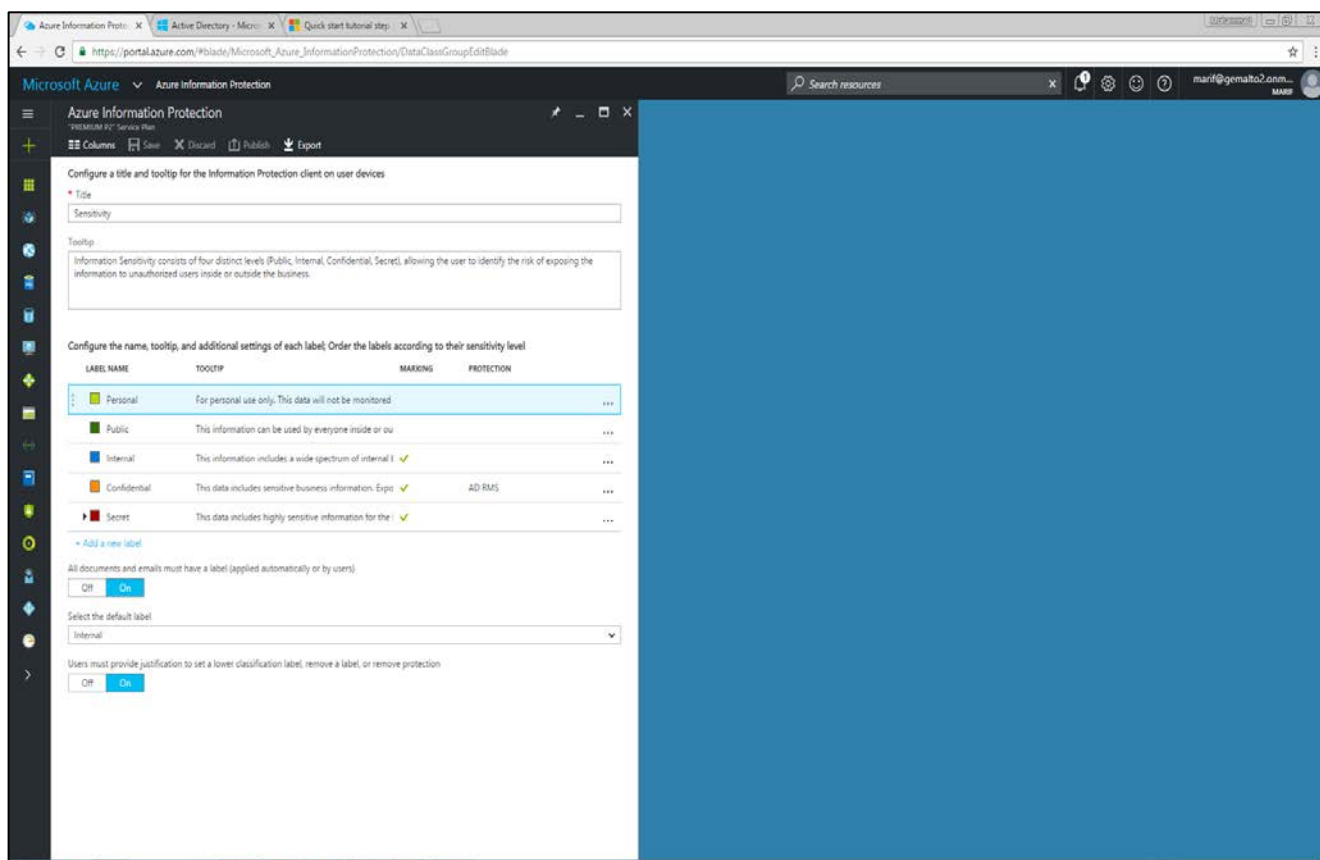 Azure Information Prote X Active Directory - Micro X Quick start tutorial step X
https://portal.azure.com/#blade/Microsoft_Azure_InformationProtection/DataClassGroupEditBlade
Microsoft Azure Azure Information Protection Search resources X 1 marif@gemalto2.onm...
MARIF
Azure Information Protection
"PREMIUM P2" Service Plan
Columns Save Discard Publish Export
Configure a title and tooltip for the Information Protection client on user devices
* Title
Sensitivity
Tooltip
Information Sensitivity consists of four distinct levels (Public, Internal, Confidential, Secret), allowing the user to identify the risk of exposing the
information to unauthorized users inside or outside the business.
Configure the name, tooltip, and additional settings of each label; Order the labels according to their sensitivity level
LABEL NAME TOOLTIP MARKING PROTECTION
Personal For personal use only. This data will not be monitored ...
Public This information can be used by everyone inside or ou ...
Internal This information includes a wide spectrum of internal ✓ ...
Confidential This data includes sensitive business information. Expo ✓ AD RMS ...
Secret This data includes highly sensitive information for the ✓ ...
+ Add a new label
All documents and emails must have a label (applied automatically or by users)
Off On
Select the default label
Internal
Users must provide justification to set a lower classification label, remove a label, or remove protection
Off On